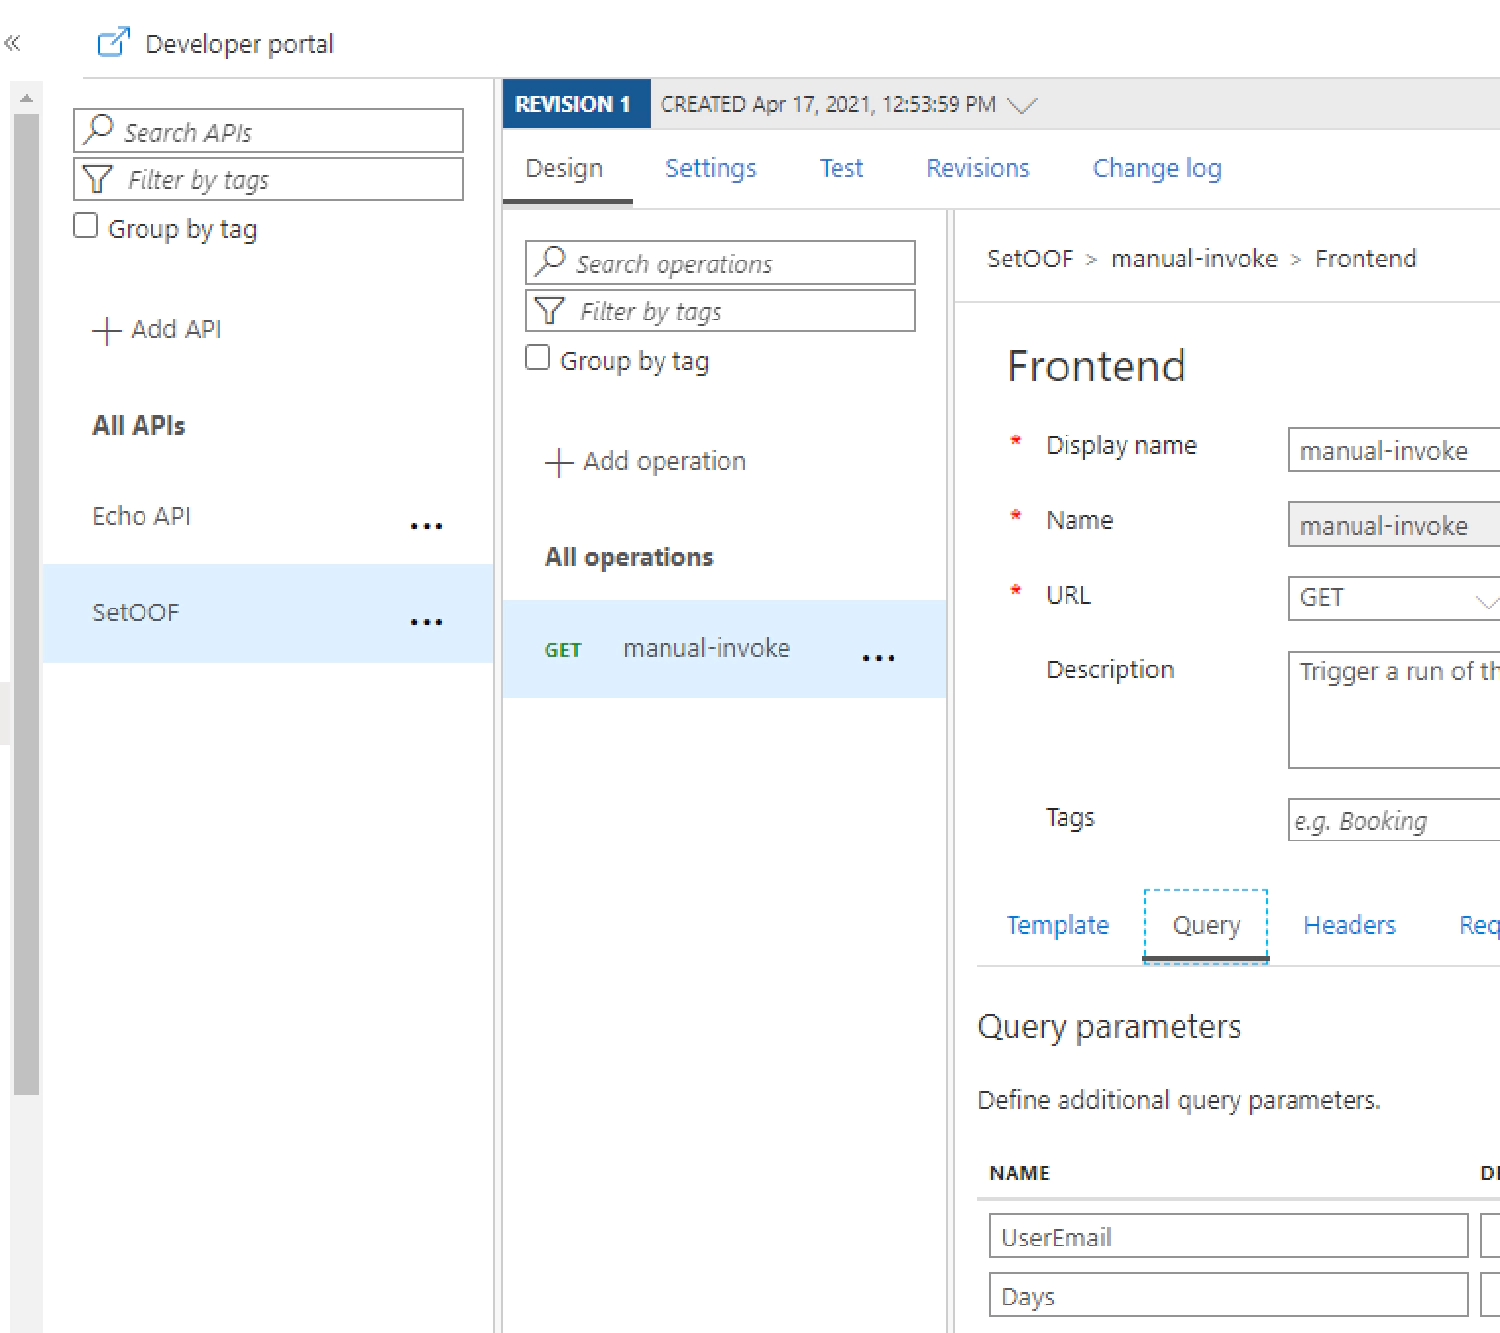 Developer portal
Search APIs
Filter by tags
Group by tag
Add API
All APIs
Echo API
SetOOF
REVISION 1 CREATED Apr 17, 2021, 12:53:59 PM
Design Settings Test Revisions Change log
Search operations
Filter by tags
Group by tag
Add operation
All operations
GET manual-invoke
SetOOF > manual-invoke > Frontend
Frontend
* Display name manual-invoke
* Name manual-invoke
* URL GET
Description Trigger a run of th
Tags e.g. Booking
Template Query Headers Req
Query parameters
Define additional query parameters.
NAME
UserEmail
Days